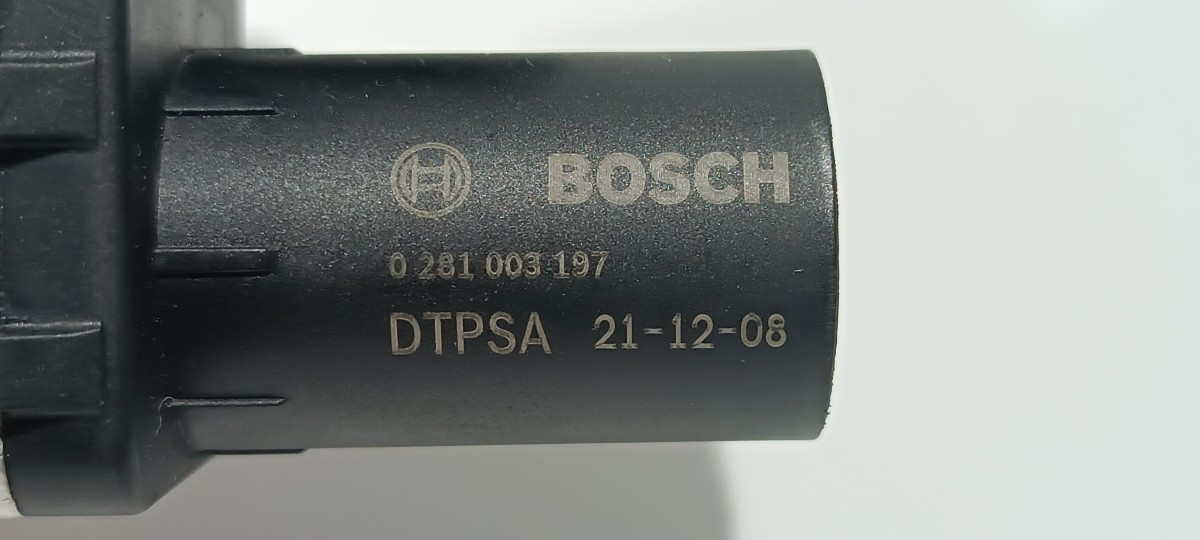 BOSCH
0 281 003 197
DTPSA 21-12-08